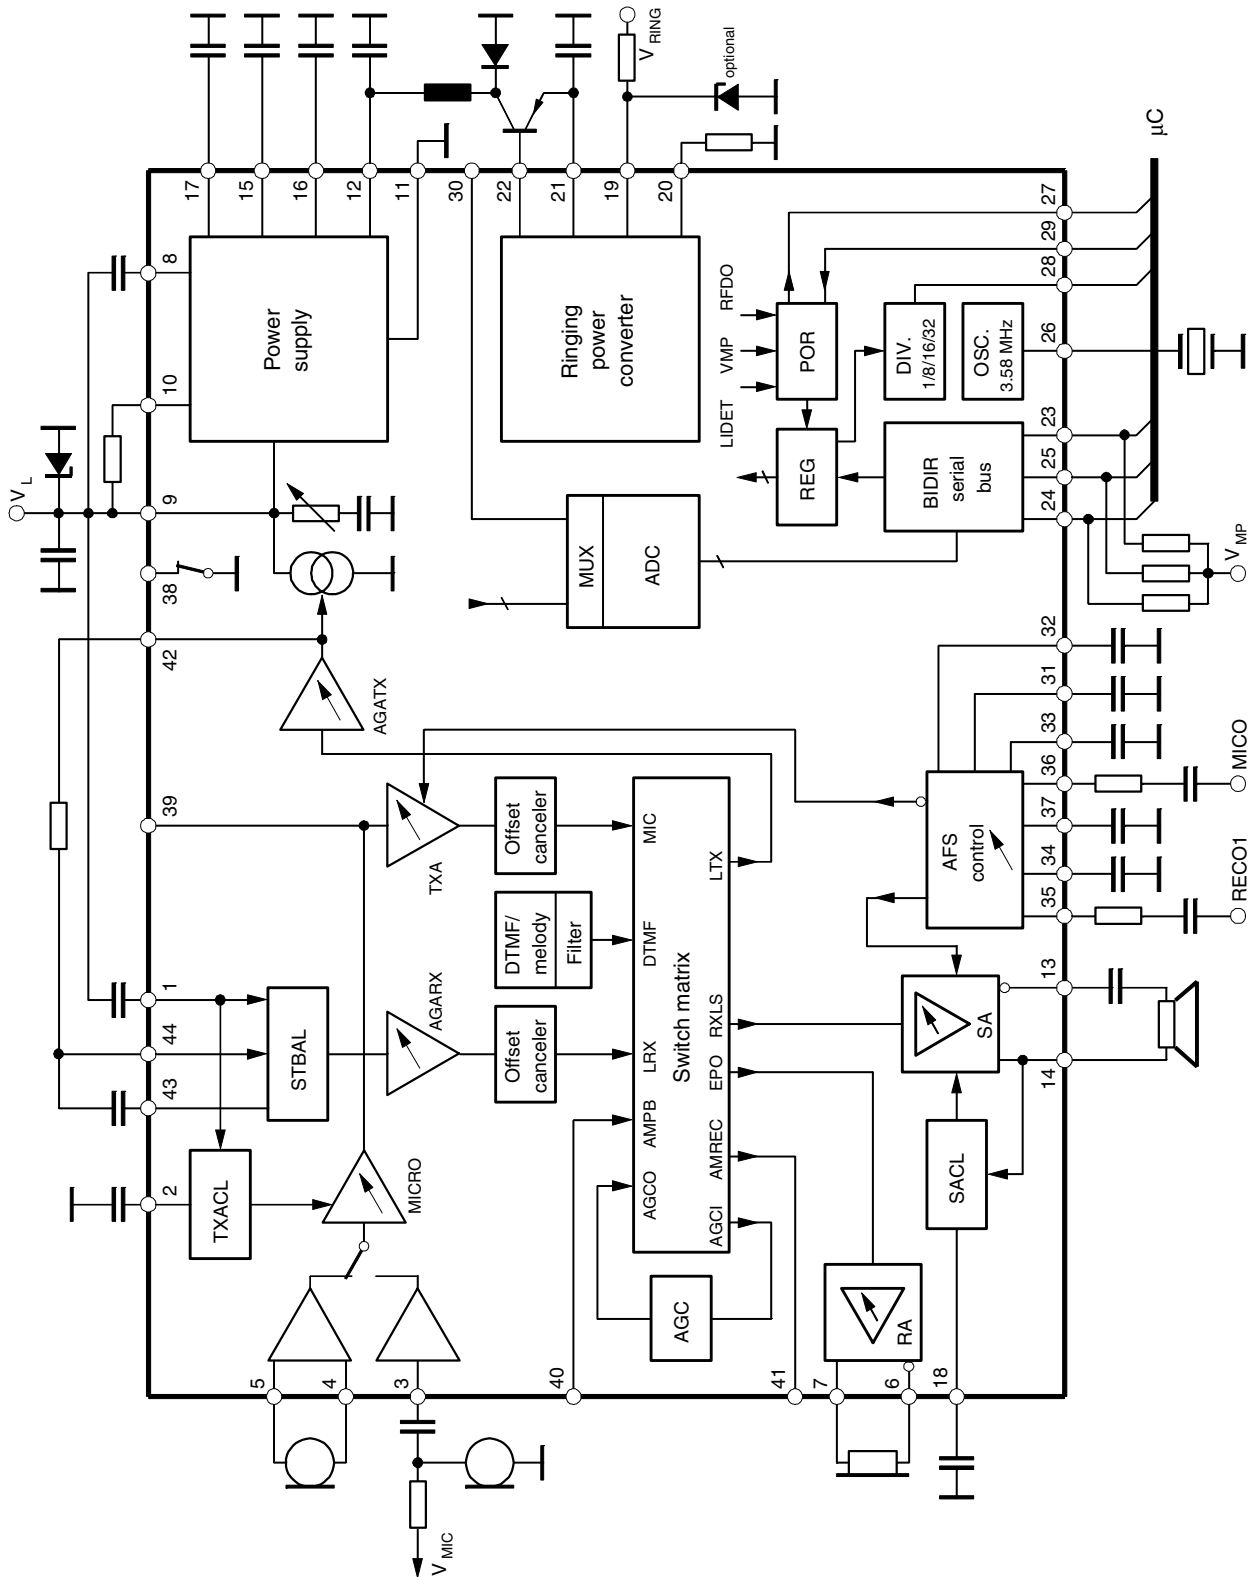 17
15
16
12
11
30
22
21
19
20
V RING
optional
8
10
V L
9
38
42
39
1
44
43
2
Power
supply
Ringing
power
converter
RFDO
VMP
LIDET
POR
REG
DIV.
1/8/16/32
OSC.
3.58 MHz
BIDIR
serial
bus
27
29
28
26
23
25
24
µC
V MP
MUX
ADC
AGATX
TXA
Offset
canceler
DTMF/
melody
Filter
AGARX
Offset
canceler
STBAL
TXACL
MICRO
MIC
DTMF
LRX
AMPB
AGCO
Switch matrix
LTX
RXLS
EPO
AMREC
AGCI
AGC
AFS
control
32
31
33
36
37
34
35
13
14
MICO
RECO1
SA
SACL
RA
5
4
3
40
41
7
6
18
V MIC